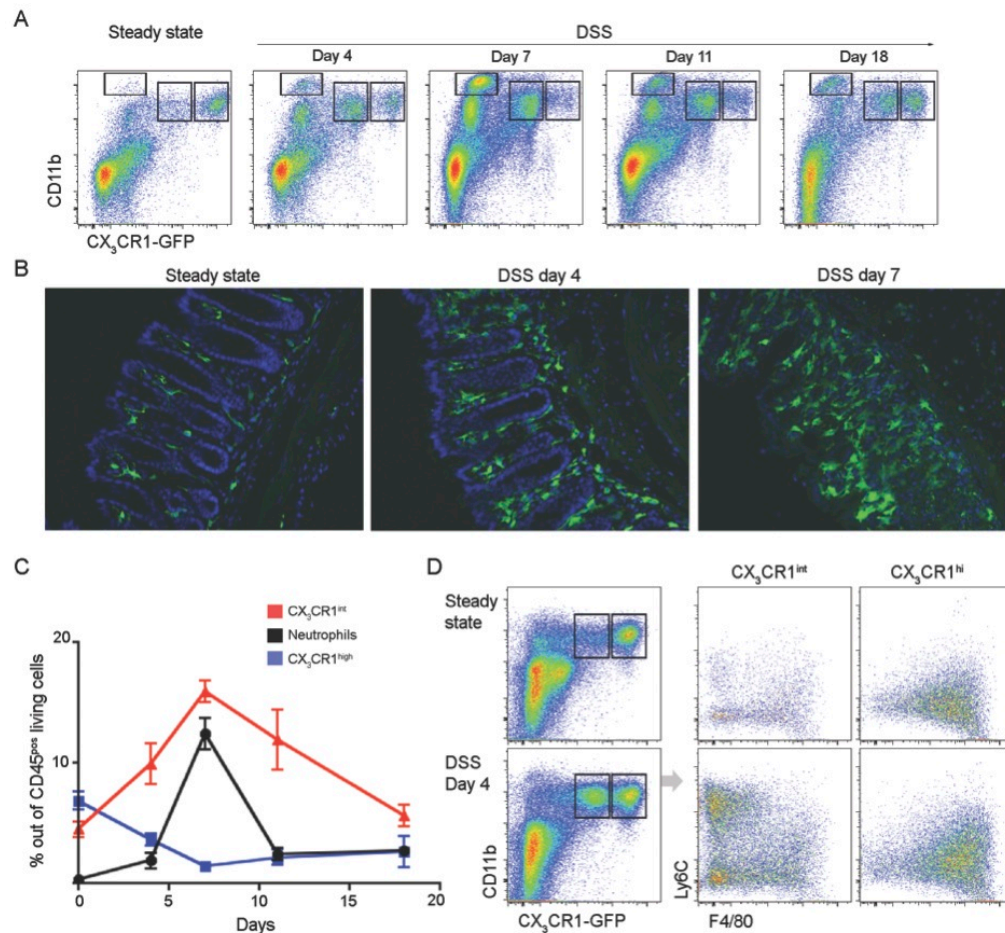 A
Steady state
DSS
Day 4
Day 7
Day 11
Day 18
CD11b
CX₃CR1-GFP
B
Steady state
DSS day 4
DSS day 7
C
20
10
% out of CD45ᵖᵒˢ living cells
CX₃CR1ⁱⁿᵗ
Neutrophils
CX₃CR1ʰⁱᵍʰ
0
5
10
15
20
Days
D
Steady
state
CX₃CR1ⁱⁿᵗ
CX₃CR1ʰⁱ
DSS
Day 4
CD11b
Ly6C
CX₃CR1-GFP
F4/80